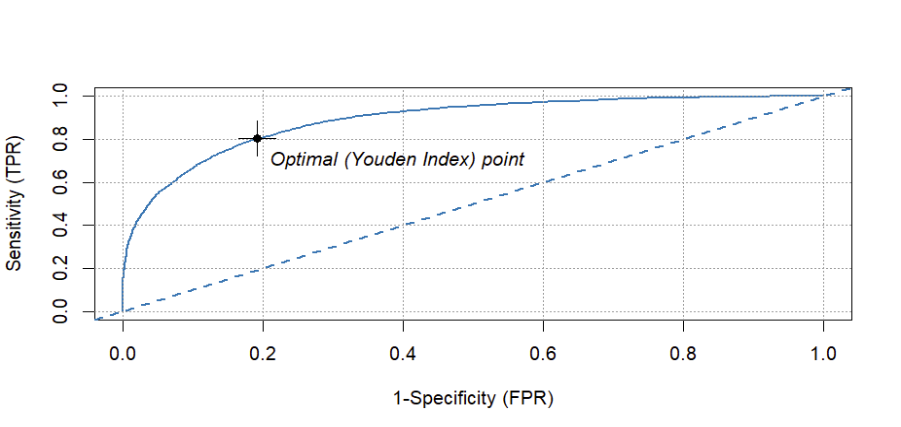 Sensitivity (TPR)
1.0
0.8
0.6
0.4
0.2
0.0
Optimal (Youden Index) point
0.0 0.2 0.4 0.6 0.8 1.0
1-Specificity (FPR)